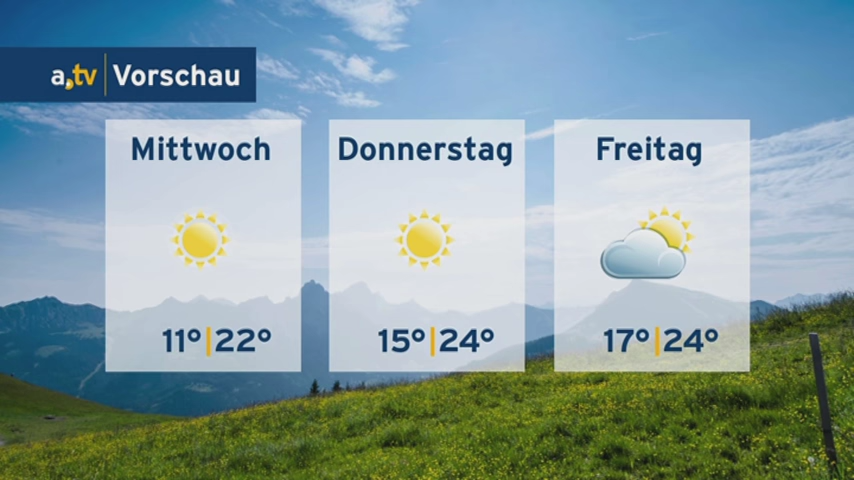 a.tv Vorschau
Mittwoch
11° 22°
Donnerstag
15° 24°
Freitag
17° 24°